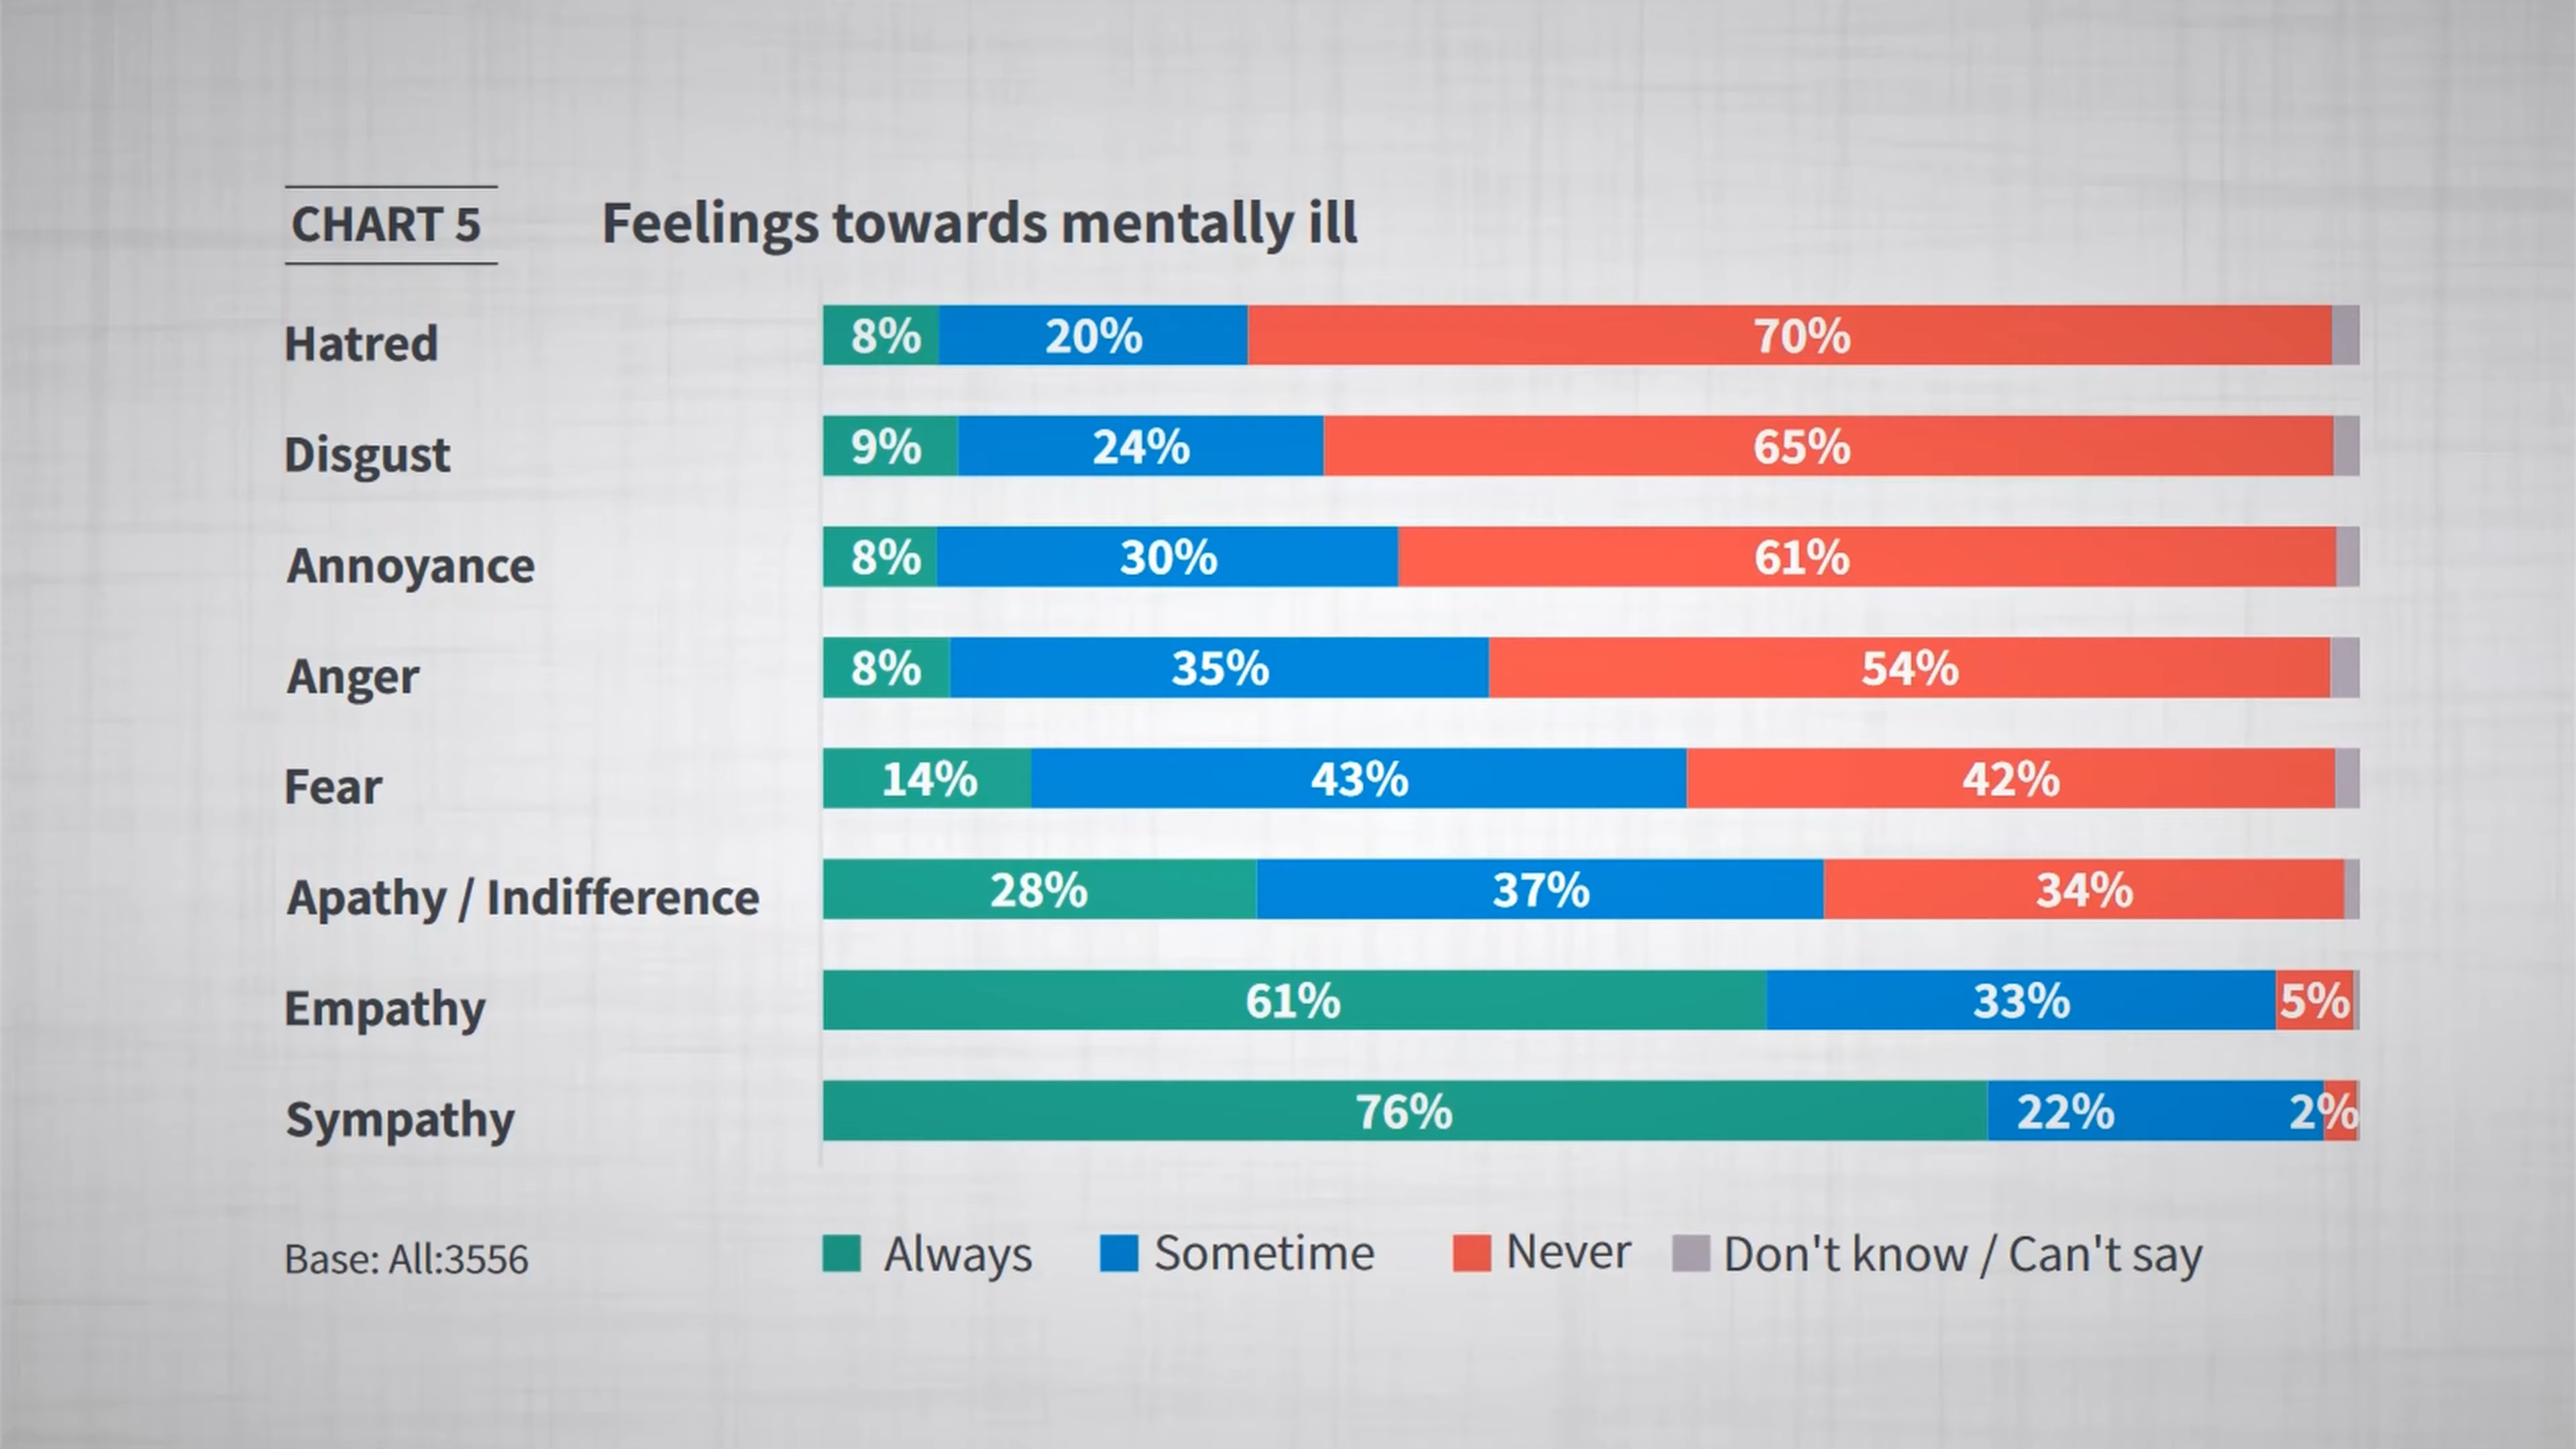 CHART 5 Feelings towards mentally ill
Hatred 8% 20% 70%
Disgust 9% 24% 65%
Annoyance 8% 30% 61%
Anger 8% 35% 54%
Fear 14% 43% 42%
Apathy / Indifference 28% 37% 34%
Empathy 61% 33% 5%
Sympathy 76% 22% 2%
Base: All:3556 Always Sometime Never Don't know / Can't say